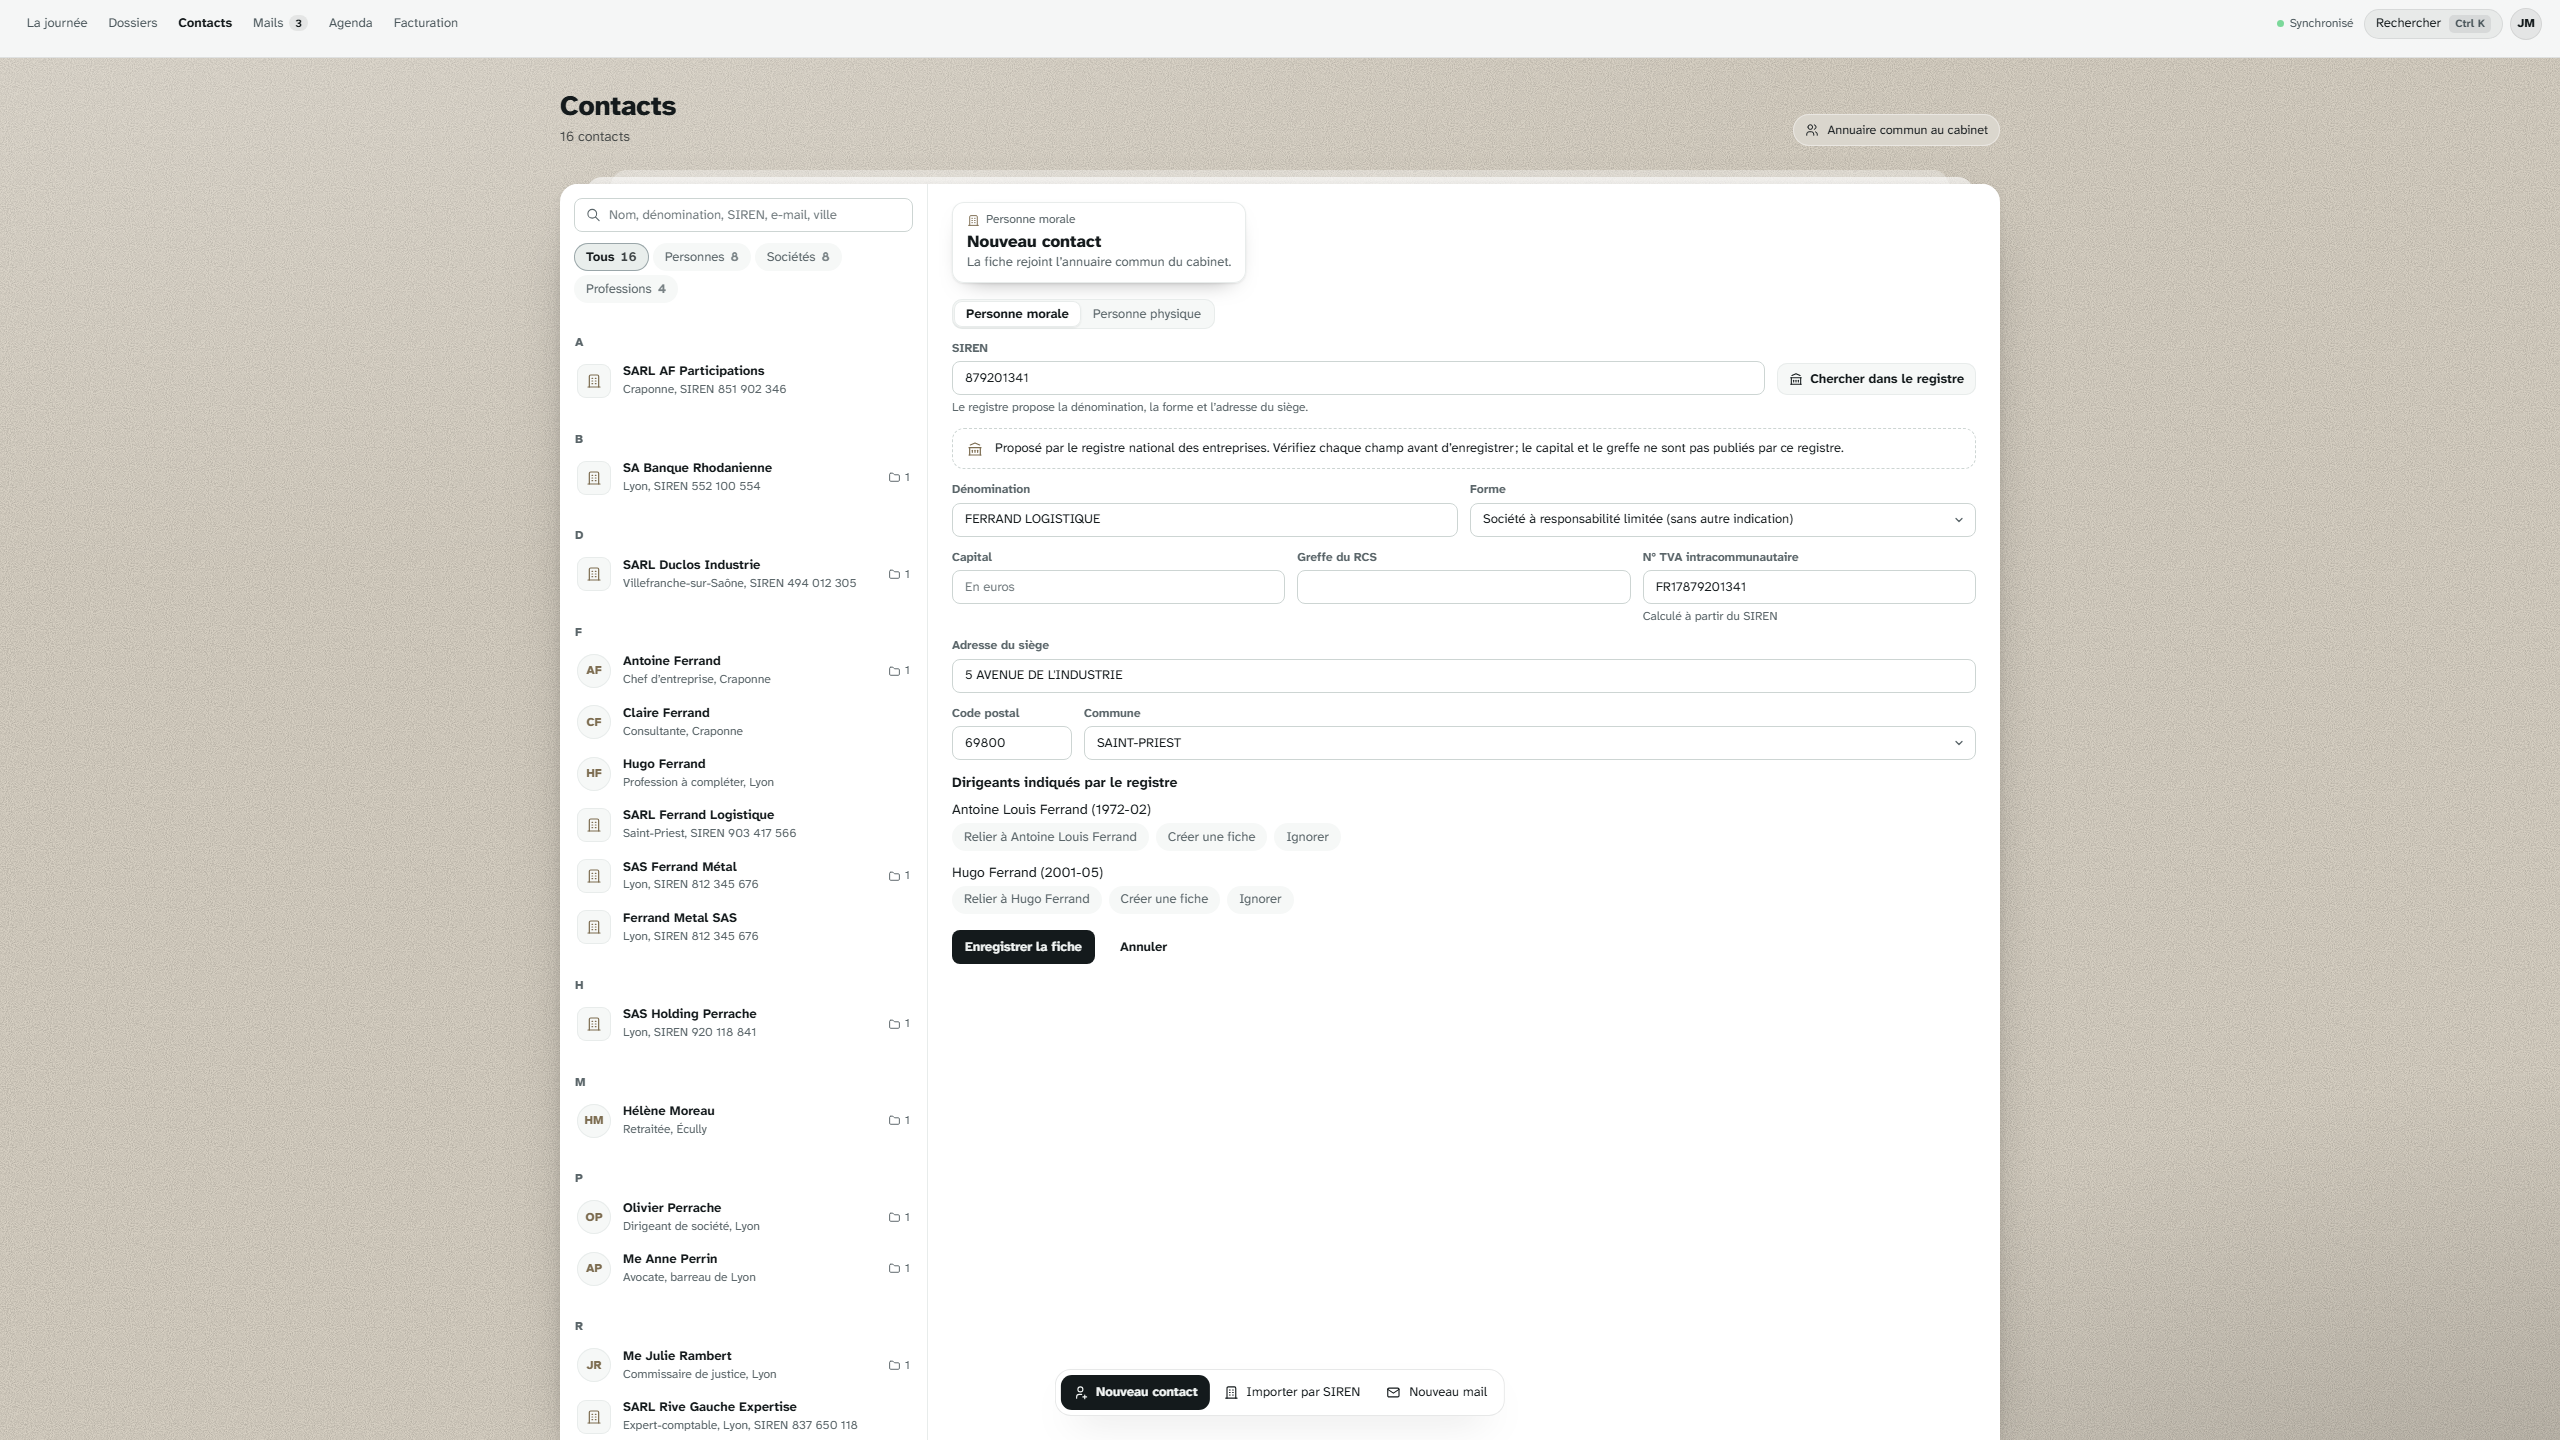 La journée Dossiers Contacts Mails 3 Agenda Facturation
Synchronisé Rechercher Ctrl K JM
Contacts
16 contacts
Annuaire commun au cabinet
Nom, dénomination, SIREN, e-mail, ville
Tous 16 Personnes 8 Sociétés 8
Professions 4
A
SARL AF Participations
Craponne, SIREN 851 902 346
B
SA Banque Rhodanienne
Lyon, SIREN 552 100 554
1
D
SARL Duclos Industrie
Villefranche-sur-Saône, SIREN 494 012 305
1
F
AF
Antoine Ferrand
Chef d'entreprise, Craponne
1
CF
Claire Ferrand
Consultante, Craponne
HF
Hugo Ferrand
Profession à compléter, Lyon
SARL Ferrand Logistique
Saint-Priest, SIREN 903 417 566
SAS Ferrand Métal
Lyon, SIREN 812 345 676
1
Ferrand Metal SAS
Lyon, SIREN 812 345 676
H
SAS Holding Perrache
Lyon, SIREN 920 118 841
1
M
HM
Hélène Moreau
Retraitée, Écully
1
P
OP
Olivier Perrache
Dirigeant de société, Lyon
1
AP
Me Anne Perrin
Avocate, barreau de Lyon
1
R
JR
Me Julie Rambert
Commissaire de justice, Lyon
1
SARL Rive Gauche Expertise
Expert-comptable, Lyon, SIREN 837 650 118
Personne morale
Nouveau contact
La fiche rejoint l'annuaire commun du cabinet.
Personne morale Personne physique
SIREN
879201341
Chercher dans le registre
Le registre propose la dénomination, la forme et l'adresse du siège.
Proposé par le registre national des entreprises. Vérifiez chaque champ avant d'enregistrer ; le capital et le greffe ne sont pas publiés par ce registre.
Dénomination Forme
FERRAND LOGISTIQUE Société à responsabilité limitée (sans autre indication)
Capital Greffe du RCS N° TVA intracommunautaire
En euros FR17879201341
Calculé à partir du SIREN
Adresse du siège
5 AVENUE DE L'INDUSTRIE
Code postal Commune
69800 SAINT-PRIEST
Dirigeants indiqués par le registre
Antoine Louis Ferrand (1972-02)
Relier à Antoine Louis Ferrand Créer une fiche Ignorer
Hugo Ferrand (2001-05)
Relier à Hugo Ferrand Créer une fiche Ignorer
Enregistrer la fiche Annuler
Nouveau contact Importer par SIREN Nouveau mail